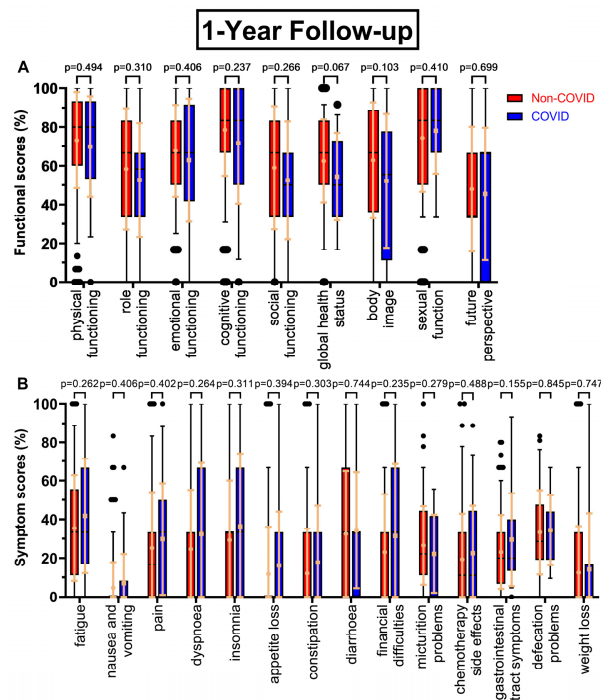 1-Year Follow-up
A
p=0.494 p=0.310 p=0.406 p=0.237 p=0.266 p=0.067 p=0.103 p=0.410 p=0.699
Functional scores (%)
100
80
60
40
20
0
Non-COVID
COVID
physical
functioning
role
functioning
emotional
functioning
cognitive
functioning
social
functioning
global health
status
body
image
sexual
function
future
perspective
B
p=0.262 p=0.406 p=0.402 p=0.264 p=0.311 p=0.394 p=0.303 p=0.744 p=0.235 p=0.279 p=0.488 p=0.155 p=0.845 p=0.747
Symptom scores (%)
100
80
60
40
20
0
fatigue
nausea and
vomiting
pain
dyspnoea
insomnia
appetite loss
constipation
diarrhoea
financial
difficulties
micturition
problems
chemotherapy
side effects
gastrointestinal
tract symptoms
defecation
problems
weight loss